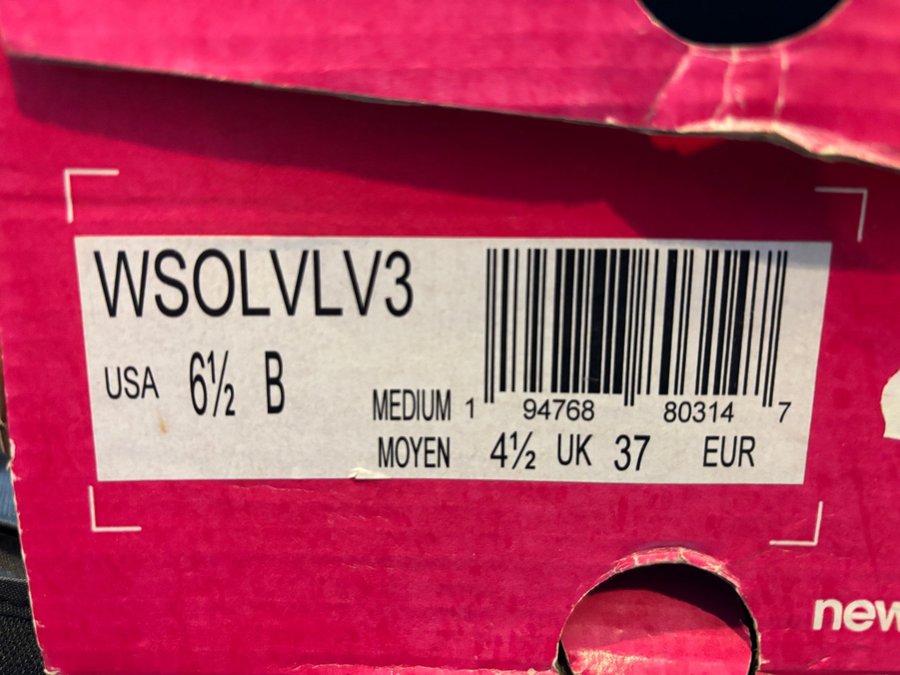 WSOLVLV3
USA 6½ B
MEDIUM
MOYEN
1 94768 80314 7
4½ UK 37 EUR
new